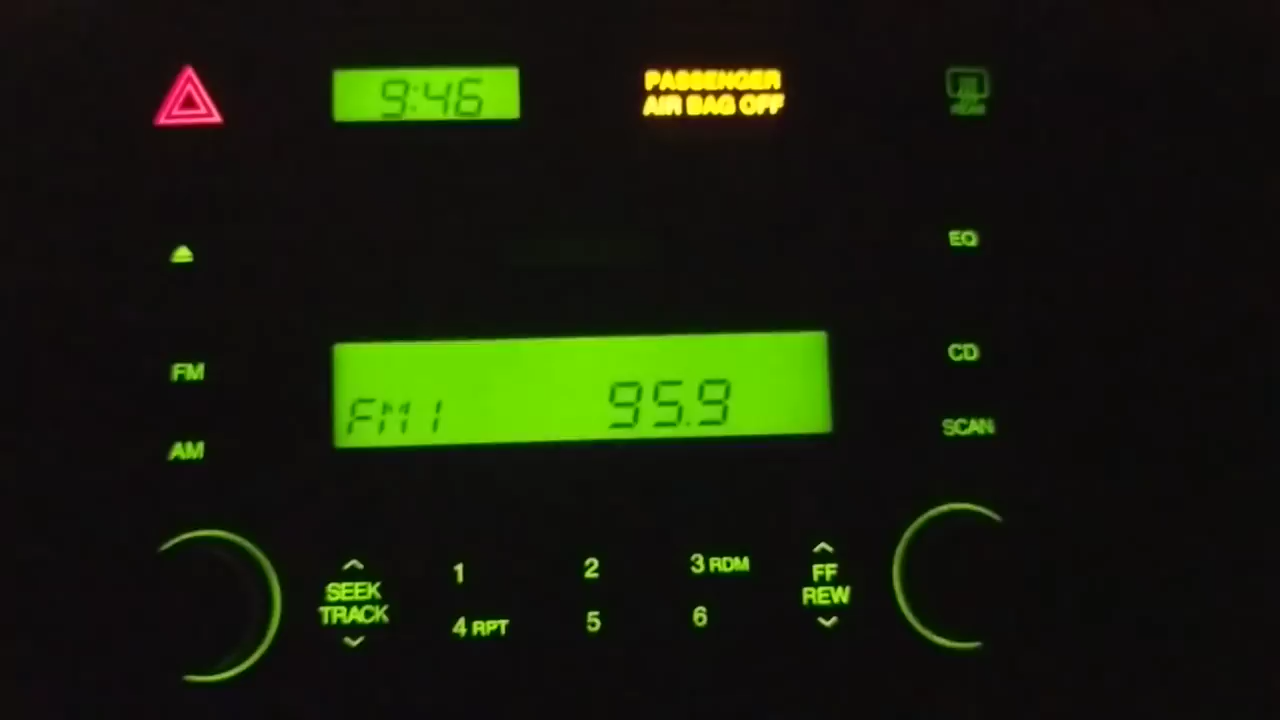 9:46
PASSENGER
AIR BAG OFF
EQ
FM
CD
FM1 95.9
AM
SCAN
SEEK
TRACK
1
2
3 RDM
4 RPT
5
6
FF
REW